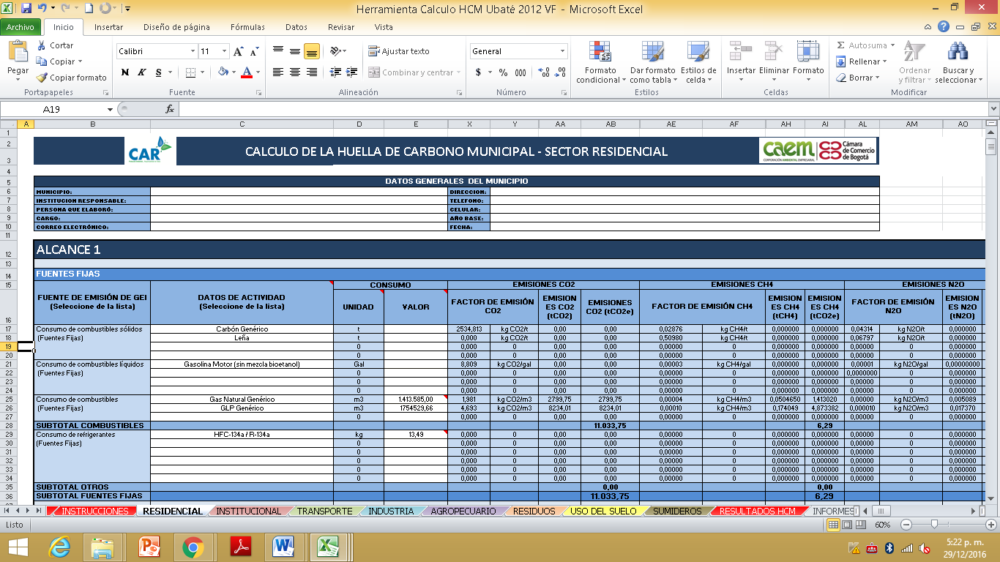 Herramienta Calculo HCM Ubaté 2012 VF - Microsoft Excel
Archivo Inicio Insertar Diseño de página Fórmulas Datos Revisar Vista
Pegar
Cortar
Copiar
Copiar formato
Portapapeles
Calibri 11
N K S
Fuente
Ajustar texto
Combinar y centrar
Alineación
General
$ % 000
Número
Formato condicional
Dar formato como tabla
Estilos de celda
Estilos
Insertar Eliminar Formato
Celdas
Autosuma
Rellenar
Borrar
Ordenar y filtrar
Buscar y seleccionar
Modificar
A19 fx
A B C D E X Y AA AB AE AF AH AI AL AM AO
CAR
CALCULO DE LA HUELLA DE CARBONO MUNICIPAL - SECTOR RESIDENCIAL
caem
CORPORACIÓN AMBIENTAL EMPRESARIAL
Cámara de Comercio de Bogotá
1
2
3
4
5 DATOS GENERALES DEL MUNICIPIO
6 MUNICIPIO: DIRECCION:
7 INSTITUCION RESPONSABLE: TELEFONO:
8 PERSONA QUE ELABORÓ: CELULAR:
9 CARGO: AÑO BASE:
10 CORREO ELECTRÓNICO: FECHA:
11
12 ALCANCE 1
13
14 FUENTES FIJAS
15 CONSUMO EMISIONES CO2 EMISIONES CH4 EMISIONES N2O
16 FUENTE DE EMISIÓN DE GEI (Seleccione de la lista) DATOS DE ACTIVIDAD (Seleccione de la lista) UNIDAD VALOR FACTOR DE EMISIÓN CO2 EMISION ES CO2 (tCO2) EMISIONES CO2 (tCO2e) FACTOR DE EMISIÓN CH4 EMISION ES CH4 (tCH4) EMISION ES CH4 (tCO2e) FACTOR DE EMISIÓN N2O EMISION ES N2O (tN2O)
17 Consumo de combustibles sólidos Carbón Genérico t 2534,813 kg CO2/t 0,00 0,00 0,02876 kg CH4/t 0,000000 0,000000 0,04314 kg N2O/t 0,000000
18 (Fuentes Fijas) Leña t 0,000 kg CO2/t 0,00 0,00 0,50980 kg CH4/t 0,000000 0,000000 0,06797 kg N2O/t 0,000000
19 0 0,000 0 0,00 0,00 0,00000 0 0,000000 0,000000 0,00000 0 0,000000
20 0 0,000 0 0,00 0,00 0,00000 0 0,000000 0,000000 0,00000 0 0,000000
21 Consumo de combustibles líquidos Gasolina Motor (sin mezcla bioetanol) Gal 8,809 kg CO2/gal 0,00 0,00 0,00003 kg CH4/gal 0,000000 0,000000 0,00001 kg N2O/gal 0,00000000
22 (Fuentes Fijas) 0 0,000 0 0,00 0,00 0,00000 0 0,000000 0,000000 0,0000000 0 0,000000
23 0 0,000 0 0,00 0,00 0,00000 0 0,000000 0,000000 0,00000 0 0,000000
24 0 0,000 0 0,00 0,00 0,00000 0 0,000000 0,000000 0,00000 0 0,000000
25 Consumo de combustibles Gas Natural Genérico m3 1.413.585,00 1,981 kg CO2/m3 2799,75 2799,75 0,00004 kg CH4/m3 0,0504650 1,413020 0,00000 kg N2O/m3 0,005089
26 (Fuentes Fijas) GLP Genérico m3 1754529,66 4,693 kg CO2/m3 8234,01 8234,01 0,00010 kg CH4/m3 0,174049 4,873382 0,000010 kg N2O/m3 0,017370
27 0 0,000 0 0,00 0,00 0,00000 0 0,000000 0,000000 0,000000 0 0,000000
28 SUBTOTAL COMBUSTIBLES 11.033,75 6,29
29 Consumo de refrigerantes HFC-134a / R-134a kg 13,49 0,000 0 0,00 0,00 0,00000 0 0,000000 0,000000 0,00000 0 0,000000
30 (Fuentes Fijas) 0 0,000 0 0,00 0,00 0,00000 0 0,000000 0,000000 0,00000 0 0,000000
31 0 0,000 0 0,00 0,00 0,00000 0 0,000000 0,000000 0,00000 0 0,000000
32 0 0,000 0 0,00 0,00 0,00000 0 0,000000 0,000000 0,00000 0 0,000000
33 0 0,000 0 0,00 0,00 0,00000 0 0,000000 0,000000 0,00000 0 0,000000
34 0 0,000 0 0,00 0,00 0,00000 0 0,000000 0,000000 0,00000 0 0,000000
35 SUBTOTAL OTROS 0,00 0,00
36 SUBTOTAL FUENTES FIJAS 11.033,75 6,29
INSTRUCCIONES RESIDENCIAL INSTITUCIONAL TRANSPORTE INDUSTRIA AGROPECUARIO RESIDUOS USO DEL SUELO SUMIDEROS RESULTADOS HCM INFORMES
Listo 60%
5:22 p. m.
29/12/2016